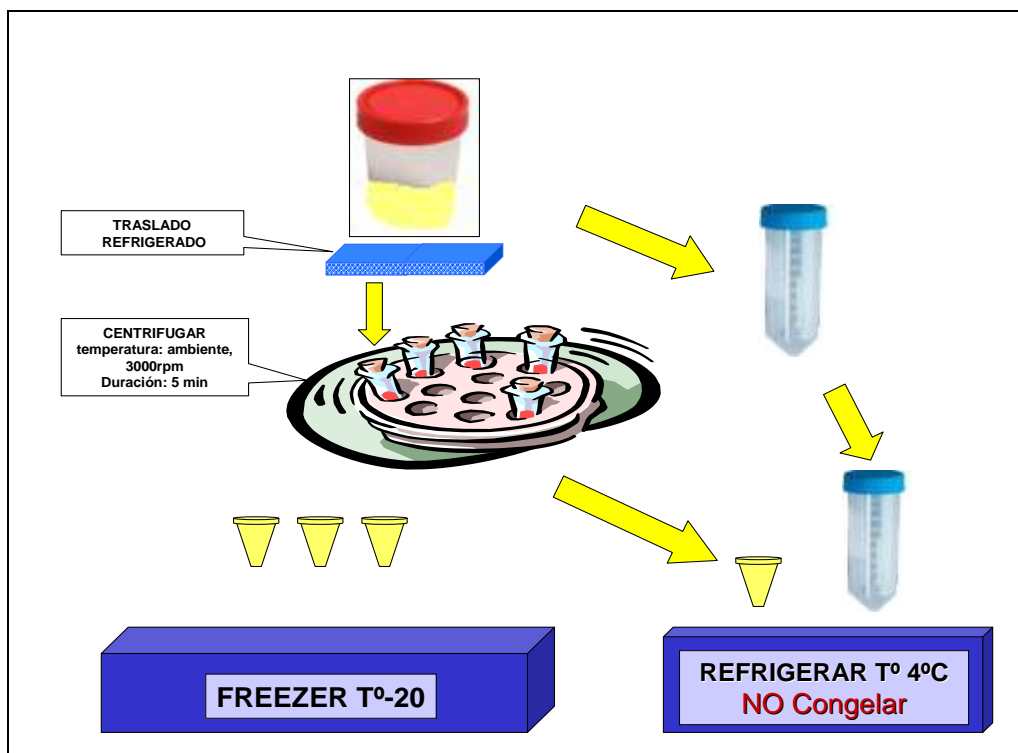 TRASLADO
REFRIGERADO
CENTRIFUGAR
temperatura: ambiente,
3000rpm
Duración: 5 min
FREEZER Tº-20
REFRIGERAR Tº 4ºC
NO Congelar